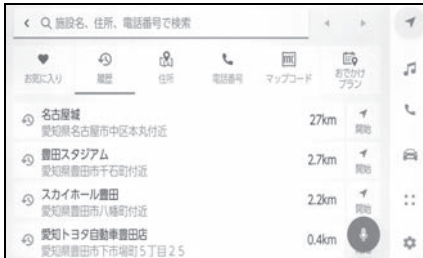 施設名、住所、電話番号で検索
お気に入り
履歴
住所
電話番号
マップコード
おでかけ
プラン
名古屋城
27km
開始
愛知県名古屋市中区本丸付近
豊田スタジアム
2.7km
開始
愛知県豊田市千石町付近
スカイホール豊田
2.2km
開始
愛知県豊田市八幡町付近
愛知トヨタ自動車豊田店
0.4km
愛知県豊田市下市場町5丁目25